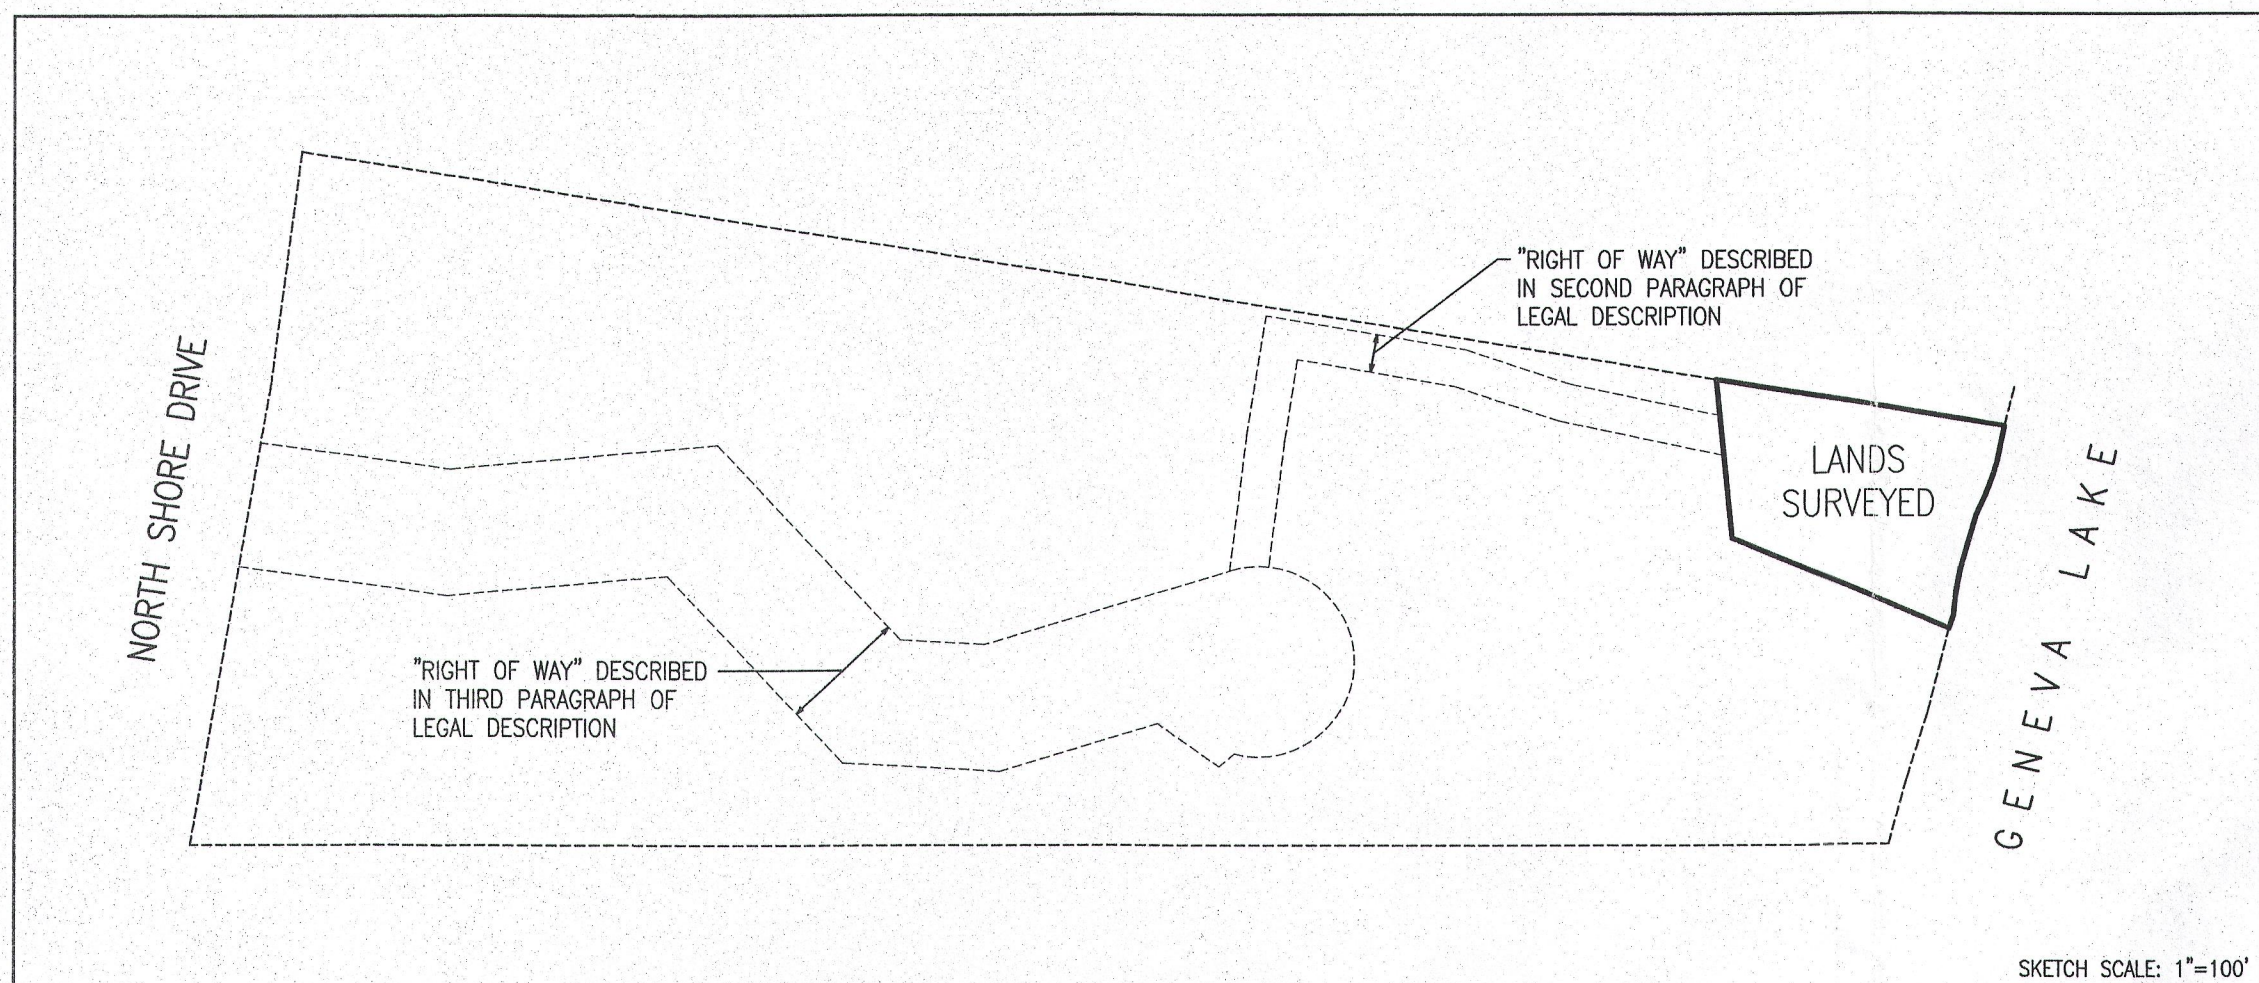 "RIGHT OF WAY" DESCRIBED
IN SECOND PARAGRAPH OF
LEGAL DESCRIPTION
NORTH SHORE DRIVE
LANDS
SURVEYED
GENEVA LAKE
"RIGHT OF WAY" DESCRIBED
IN THIRD PARAGRAPH OF
LEGAL DESCRIPTION
SKETCH SCALE: 1"=100'